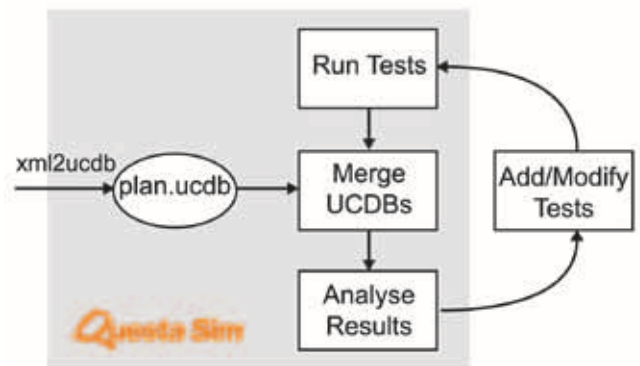 Run Tests
xml2ucdb
plan.ucdb
Merge
UCDBs
Add/Modify
Tests
Analyse
Results
Questa Sim